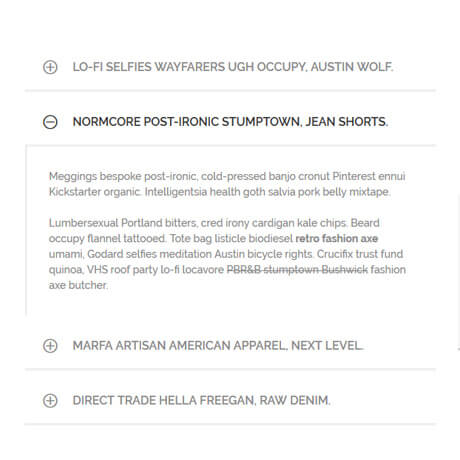 LO-FI SELFIES WAYFARERS UGH OCCUPY, AUSTIN WOLF.
NORMCORE POST-IRONIC STUMPTOWN, JEAN SHORTS.
Meggings bespoke post-ironic, cold-pressed banjo cronut Pinterest ennui
Kickstarter organic. Intelligentsia health goth salvia pork belly mixtape.
Lumbersexual Portland bitters, cred irony cardigan kale chips. Beard
occupy flannel tattooed. Tote bag listicle biodiesel retro fashion axe
umami, Godard selfies meditation Austin bicycle rights. Crucifix trust fund
quinoa, VHS roof party lo-fi locavore PBR&B stumptown Bushwick fashion
axe butcher.
MARFA ARTISAN AMERICAN APPAREL, NEXT LEVEL.
DIRECT TRADE HELLA FREEGAN, RAW DENIM.